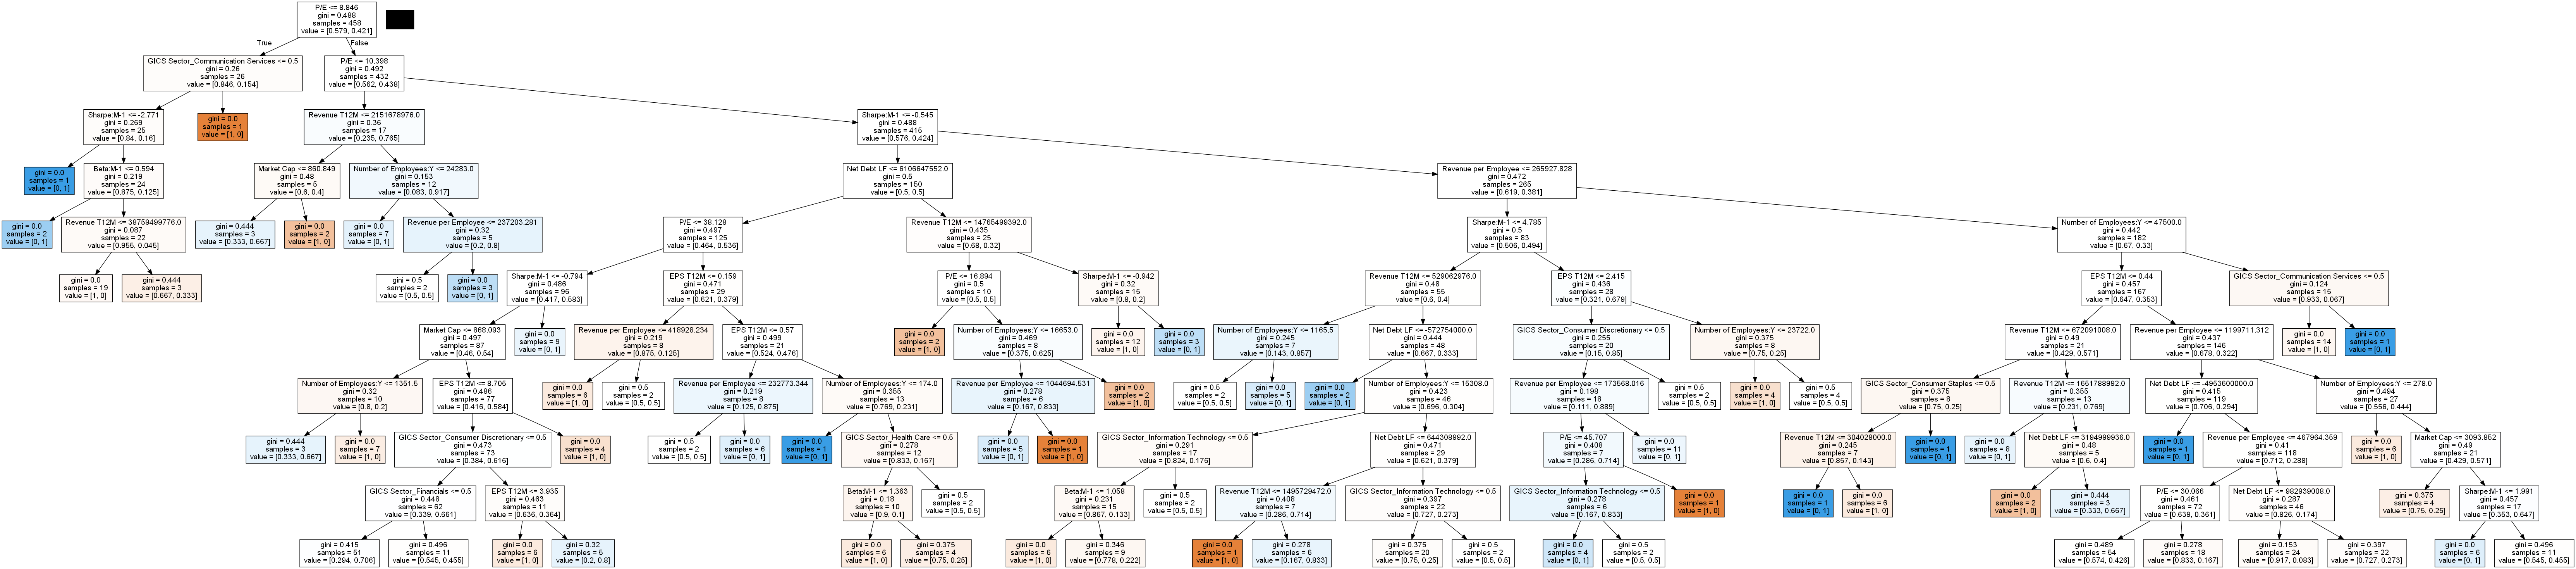 P/E <= 8.846
gini = 0.488
samples = 458
value = [0.579, 0.421]
True
False
GICS Sector_Communication Services <= 0.5
gini = 0.26
samples = 26
value = [0.846, 0.154]
P/E <= 10.398
gini = 0.492
samples = 432
value = [0.562, 0.438]
Sharpe:M-1 <= -2.771
gini = 0.269
samples = 25
value = [0.84, 0.16]
gini = 0.0
samples = 1
value = [1, 0]
Revenue T12M <= 2151678976.0
gini = 0.36
samples = 17
value = [0.235, 0.765]
Sharpe:M-1 <= -0.545
gini = 0.488
samples = 415
value = [0.576, 0.424]
gini = 0.0
samples = 1
value = [0, 1]
Beta:M-1 <= 0.594
gini = 0.219
samples = 24
value = [0.875, 0.125]
Market Cap <= 860.849
gini = 0.48
samples = 5
value = [0.6, 0.4]
Number of Employees:Y <= 24283.0
gini = 0.153
samples = 12
value = [0.083, 0.917]
Net Debt LF <= 6106647552.0
gini = 0.5
samples = 150
value = [0.5, 0.5]
Revenue per Employee <= 265927.828
gini = 0.472
samples = 265
value = [0.619, 0.381]
gini = 0.0
samples = 2
value = [0, 1]
Revenue T12M <= 38759499776.0
gini = 0.087
samples = 22
value = [0.955, 0.045]
gini = 0.444
samples = 3
value = [0.333, 0.667]
gini = 0.0
samples = 2
value = [1, 0]
gini = 0.0
samples = 7
value = [0, 1]
Revenue per Employee <= 237203.281
gini = 0.32
samples = 5
value = [0.2, 0.8]
P/E <= 38.128
gini = 0.497
samples = 125
value = [0.464, 0.536]
Revenue T12M <= 14765499392.0
gini = 0.435
samples = 25
value = [0.68, 0.32]
Sharpe:M-1 <= 4.785
gini = 0.5
samples = 83
value = [0.506, 0.494]
Number of Employees:Y <= 47500.0
gini = 0.442
samples = 182
value = [0.67, 0.33]
gini = 0.0
samples = 19
value = [1, 0]
gini = 0.444
samples = 3
value = [0.667, 0.333]
gini = 0.5
samples = 2
value = [0.5, 0.5]
gini = 0.0
samples = 3
value = [0, 1]
Sharpe:M-1 <= -0.794
gini = 0.486
samples = 96
value = [0.417, 0.583]
EPS T12M <= 0.159
gini = 0.471
samples = 29
value = [0.621, 0.379]
P/E <= 16.894
gini = 0.5
samples = 10
value = [0.5, 0.5]
Sharpe:M-1 <= -0.942
gini = 0.32
samples = 15
value = [0.8, 0.2]
Revenue T12M <= 529062976.0
gini = 0.48
samples = 55
value = [0.6, 0.4]
EPS T12M <= 2.415
gini = 0.436
samples = 28
value = [0.321, 0.679]
EPS T12M <= 0.44
gini = 0.457
samples = 167
value = [0.647, 0.353]
GICS Sector_Communication Services <= 0.5
gini = 0.124
samples = 15
value = [0.933, 0.067]
Market Cap <= 868.093
gini = 0.497
samples = 87
value = [0.46, 0.54]
gini = 0.0
samples = 9
value = [0, 1]
Revenue per Employee <= 418928.234
gini = 0.219
samples = 8
value = [0.875, 0.125]
EPS T12M <= 0.57
gini = 0.499
samples = 21
value = [0.524, 0.476]
gini = 0.0
samples = 2
value = [1, 0]
Number of Employees:Y <= 16653.0
gini = 0.469
samples = 8
value = [0.375, 0.625]
gini = 0.0
samples = 12
value = [1, 0]
gini = 0.0
samples = 3
value = [0, 1]
Number of Employees:Y <= 1165.5
gini = 0.245
samples = 7
value = [0.143, 0.857]
Net Debt LF <= -572754000.0
gini = 0.444
samples = 48
value = [0.667, 0.333]
GICS Sector_Consumer Discretionary <= 0.5
gini = 0.255
samples = 20
value = [0.15, 0.85]
Number of Employees:Y <= 23722.0
gini = 0.375
samples = 8
value = [0.75, 0.25]
Revenue T12M <= 672091008.0
gini = 0.49
samples = 21
value = [0.429, 0.571]
Revenue per Employee <= 1199711.312
gini = 0.437
samples = 146
value = [0.678, 0.322]
gini = 0.0
samples = 14
value = [1, 0]
gini = 0.0
samples = 1
value = [0, 1]
Number of Employees:Y <= 1351.5
gini = 0.32
samples = 10
value = [0.8, 0.2]
EPS T12M <= 8.705
gini = 0.486
samples = 77
value = [0.416, 0.584]
gini = 0.0
samples = 6
value = [1, 0]
gini = 0.5
samples = 2
value = [0.5, 0.5]
Revenue per Employee <= 232773.344
gini = 0.219
samples = 8
value = [0.125, 0.875]
Number of Employees:Y <= 174.0
gini = 0.355
samples = 13
value = [0.769, 0.231]
Revenue per Employee <= 1044694.531
gini = 0.278
samples = 6
value = [0.167, 0.833]
gini = 0.0
samples = 2
value = [1, 0]
gini = 0.5
samples = 2
value = [0.5, 0.5]
gini = 0.0
samples = 5
value = [0, 1]
gini = 0.0
samples = 2
value = [0, 1]
Number of Employees:Y <= 15308.0
gini = 0.423
samples = 46
value = [0.696, 0.304]
Revenue per Employee <= 173568.016
gini = 0.198
samples = 18
value = [0.111, 0.889]
gini = 0.5
samples = 2
value = [0.5, 0.5]
gini = 0.0
samples = 4
value = [1, 0]
gini = 0.5
samples = 4
value = [0.5, 0.5]
GICS Sector_Consumer Staples <= 0.5
gini = 0.375
samples = 8
value = [0.75, 0.25]
Revenue T12M <= 1651788992.0
gini = 0.355
samples = 13
value = [0.231, 0.769]
Net Debt LF <= -4953600000.0
gini = 0.415
samples = 119
value = [0.706, 0.294]
Number of Employees:Y <= 278.0
gini = 0.494
samples = 27
value = [0.556, 0.444]
gini = 0.444
samples = 3
value = [0.333, 0.667]
gini = 0.0
samples = 7
value = [1, 0]
GICS Sector_Consumer Discretionary <= 0.5
gini = 0.473
samples = 73
value = [0.384, 0.616]
gini = 0.0
samples = 4
value = [1, 0]
gini = 0.5
samples = 2
value = [0.5, 0.5]
gini = 0.0
samples = 6
value = [0, 1]
gini = 0.0
samples = 1
value = [0, 1]
GICS Sector_Health Care <= 0.5
gini = 0.278
samples = 12
value = [0.833, 0.167]
gini = 0.0
samples = 5
value = [0, 1]
gini = 0.0
samples = 1
value = [1, 0]
GICS Sector_Information Technology <= 0.5
gini = 0.291
samples = 17
value = [0.824, 0.176]
Net Debt LF <= 644308992.0
gini = 0.471
samples = 29
value = [0.621, 0.379]
P/E <= 45.707
gini = 0.408
samples = 7
value = [0.286, 0.714]
gini = 0.0
samples = 11
value = [0, 1]
Revenue T12M <= 304028000.0
gini = 0.245
samples = 7
value = [0.857, 0.143]
gini = 0.0
samples = 1
value = [0, 1]
gini = 0.0
samples = 8
value = [0, 1]
Net Debt LF <= 3194999936.0
gini = 0.48
samples = 5
value = [0.6, 0.4]
gini = 0.0
samples = 1
value = [0, 1]
Revenue per Employee <= 467964.359
gini = 0.41
samples = 118
value = [0.712, 0.288]
gini = 0.0
samples = 6
value = [1, 0]
Market Cap <= 3093.852
gini = 0.49
samples = 21
value = [0.429, 0.571]
GICS Sector_Financials <= 0.5
gini = 0.448
samples = 62
value = [0.339, 0.661]
EPS T12M <= 3.935
gini = 0.463
samples = 11
value = [0.636, 0.364]
Beta:M-1 <= 1.363
gini = 0.18
samples = 10
value = [0.9, 0.1]
gini = 0.5
samples = 2
value = [0.5, 0.5]
Beta:M-1 <= 1.058
gini = 0.231
samples = 15
value = [0.867, 0.133]
gini = 0.5
samples = 2
value = [0.5, 0.5]
Revenue T12M <= 1495729472.0
gini = 0.408
samples = 7
value = [0.286, 0.714]
GICS Sector_Information Technology <= 0.5
gini = 0.397
samples = 22
value = [0.727, 0.273]
GICS Sector_Information Technology <= 0.5
gini = 0.278
samples = 6
value = [0.167, 0.833]
gini = 0.0
samples = 1
value = [1, 0]
gini = 0.0
samples = 1
value = [0, 1]
gini = 0.0
samples = 6
value = [1, 0]
gini = 0.0
samples = 2
value = [1, 0]
gini = 0.444
samples = 3
value = [0.333, 0.667]
P/E <= 30.066
gini = 0.461
samples = 72
value = [0.639, 0.361]
Net Debt LF <= 982939008.0
gini = 0.287
samples = 46
value = [0.826, 0.174]
gini = 0.375
samples = 4
value = [0.75, 0.25]
Sharpe:M-1 <= 1.991
gini = 0.457
samples = 17
value = [0.353, 0.647]
gini = 0.415
samples = 51
value = [0.294, 0.706]
gini = 0.496
samples = 11
value = [0.545, 0.455]
gini = 0.0
samples = 6
value = [1, 0]
gini = 0.32
samples = 5
value = [0.2, 0.8]
gini = 0.0
samples = 6
value = [1, 0]
gini = 0.375
samples = 4
value = [0.75, 0.25]
gini = 0.0
samples = 6
value = [1, 0]
gini = 0.346
samples = 9
value = [0.778, 0.222]
gini = 0.0
samples = 1
value = [1, 0]
gini = 0.278
samples = 6
value = [0.167, 0.833]
gini = 0.375
samples = 20
value = [0.75, 0.25]
gini = 0.5
samples = 2
value = [0.5, 0.5]
gini = 0.0
samples = 4
value = [0, 1]
gini = 0.5
samples = 2
value = [0.5, 0.5]
gini = 0.489
samples = 54
value = [0.574, 0.426]
gini = 0.278
samples = 18
value = [0.833, 0.167]
gini = 0.153
samples = 24
value = [0.917, 0.083]
gini = 0.397
samples = 22
value = [0.727, 0.273]
gini = 0.0
samples = 6
value = [0, 1]
gini = 0.496
samples = 11
value = [0.545, 0.455]